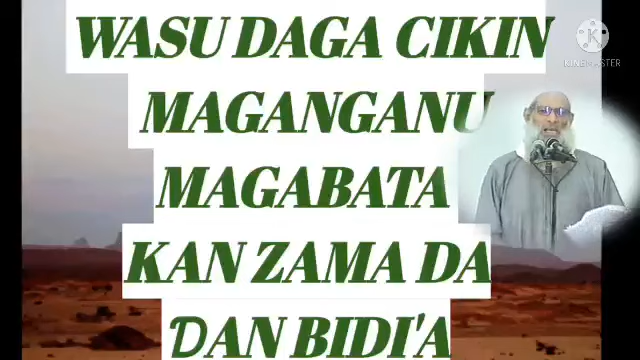 WASU DAGA CIKIN
MAGANGANU
MAGABATA
KAN ZAMA DA
ƊAN BIDI'A
KINEMASTER